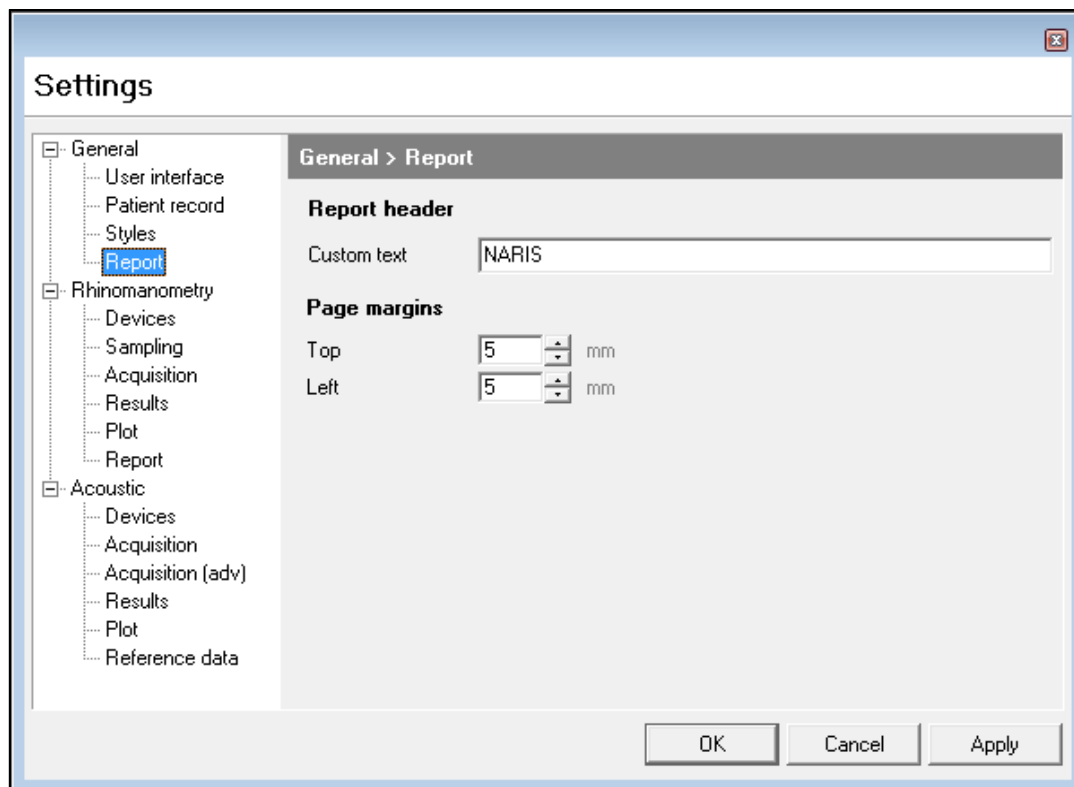 Settings
General
User interface
Patient record
Styles
Report
Rhinomanometry
Devices
Sampling
Acquisition
Results
Plot
Report
Acoustic
Devices
Acquisition
Acquisition (adv)
Results
Plot
Reference data
General > Report
Report header
Custom text NARIS
Page margins
Top 5 mm
Left 5 mm
OK Cancel Apply